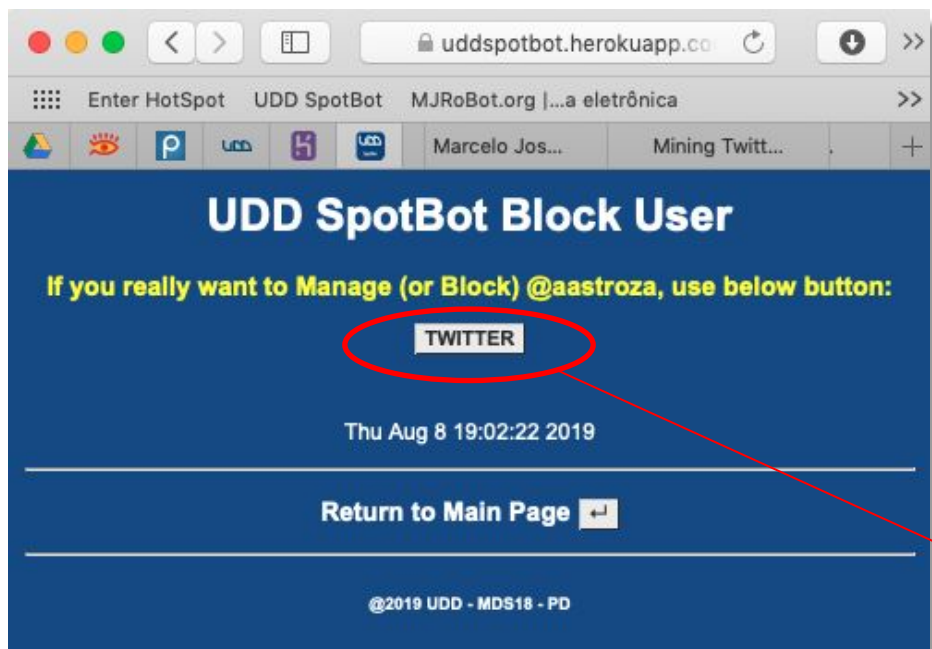 uddspotbot.herokuapp.co
Enter HotSpot UDD SpotBot MJRoBot.org |...a eletrônica
UDD UDD Marcelo Jos... Mining Twitt... .
UDD SpotBot Block User
If you really want to Manage (or Block) @aastroza, use below button:
TWITTER
Thu Aug 8 19:02:22 2019
Return to Main Page
@2019 UDD - MDS18 - PD